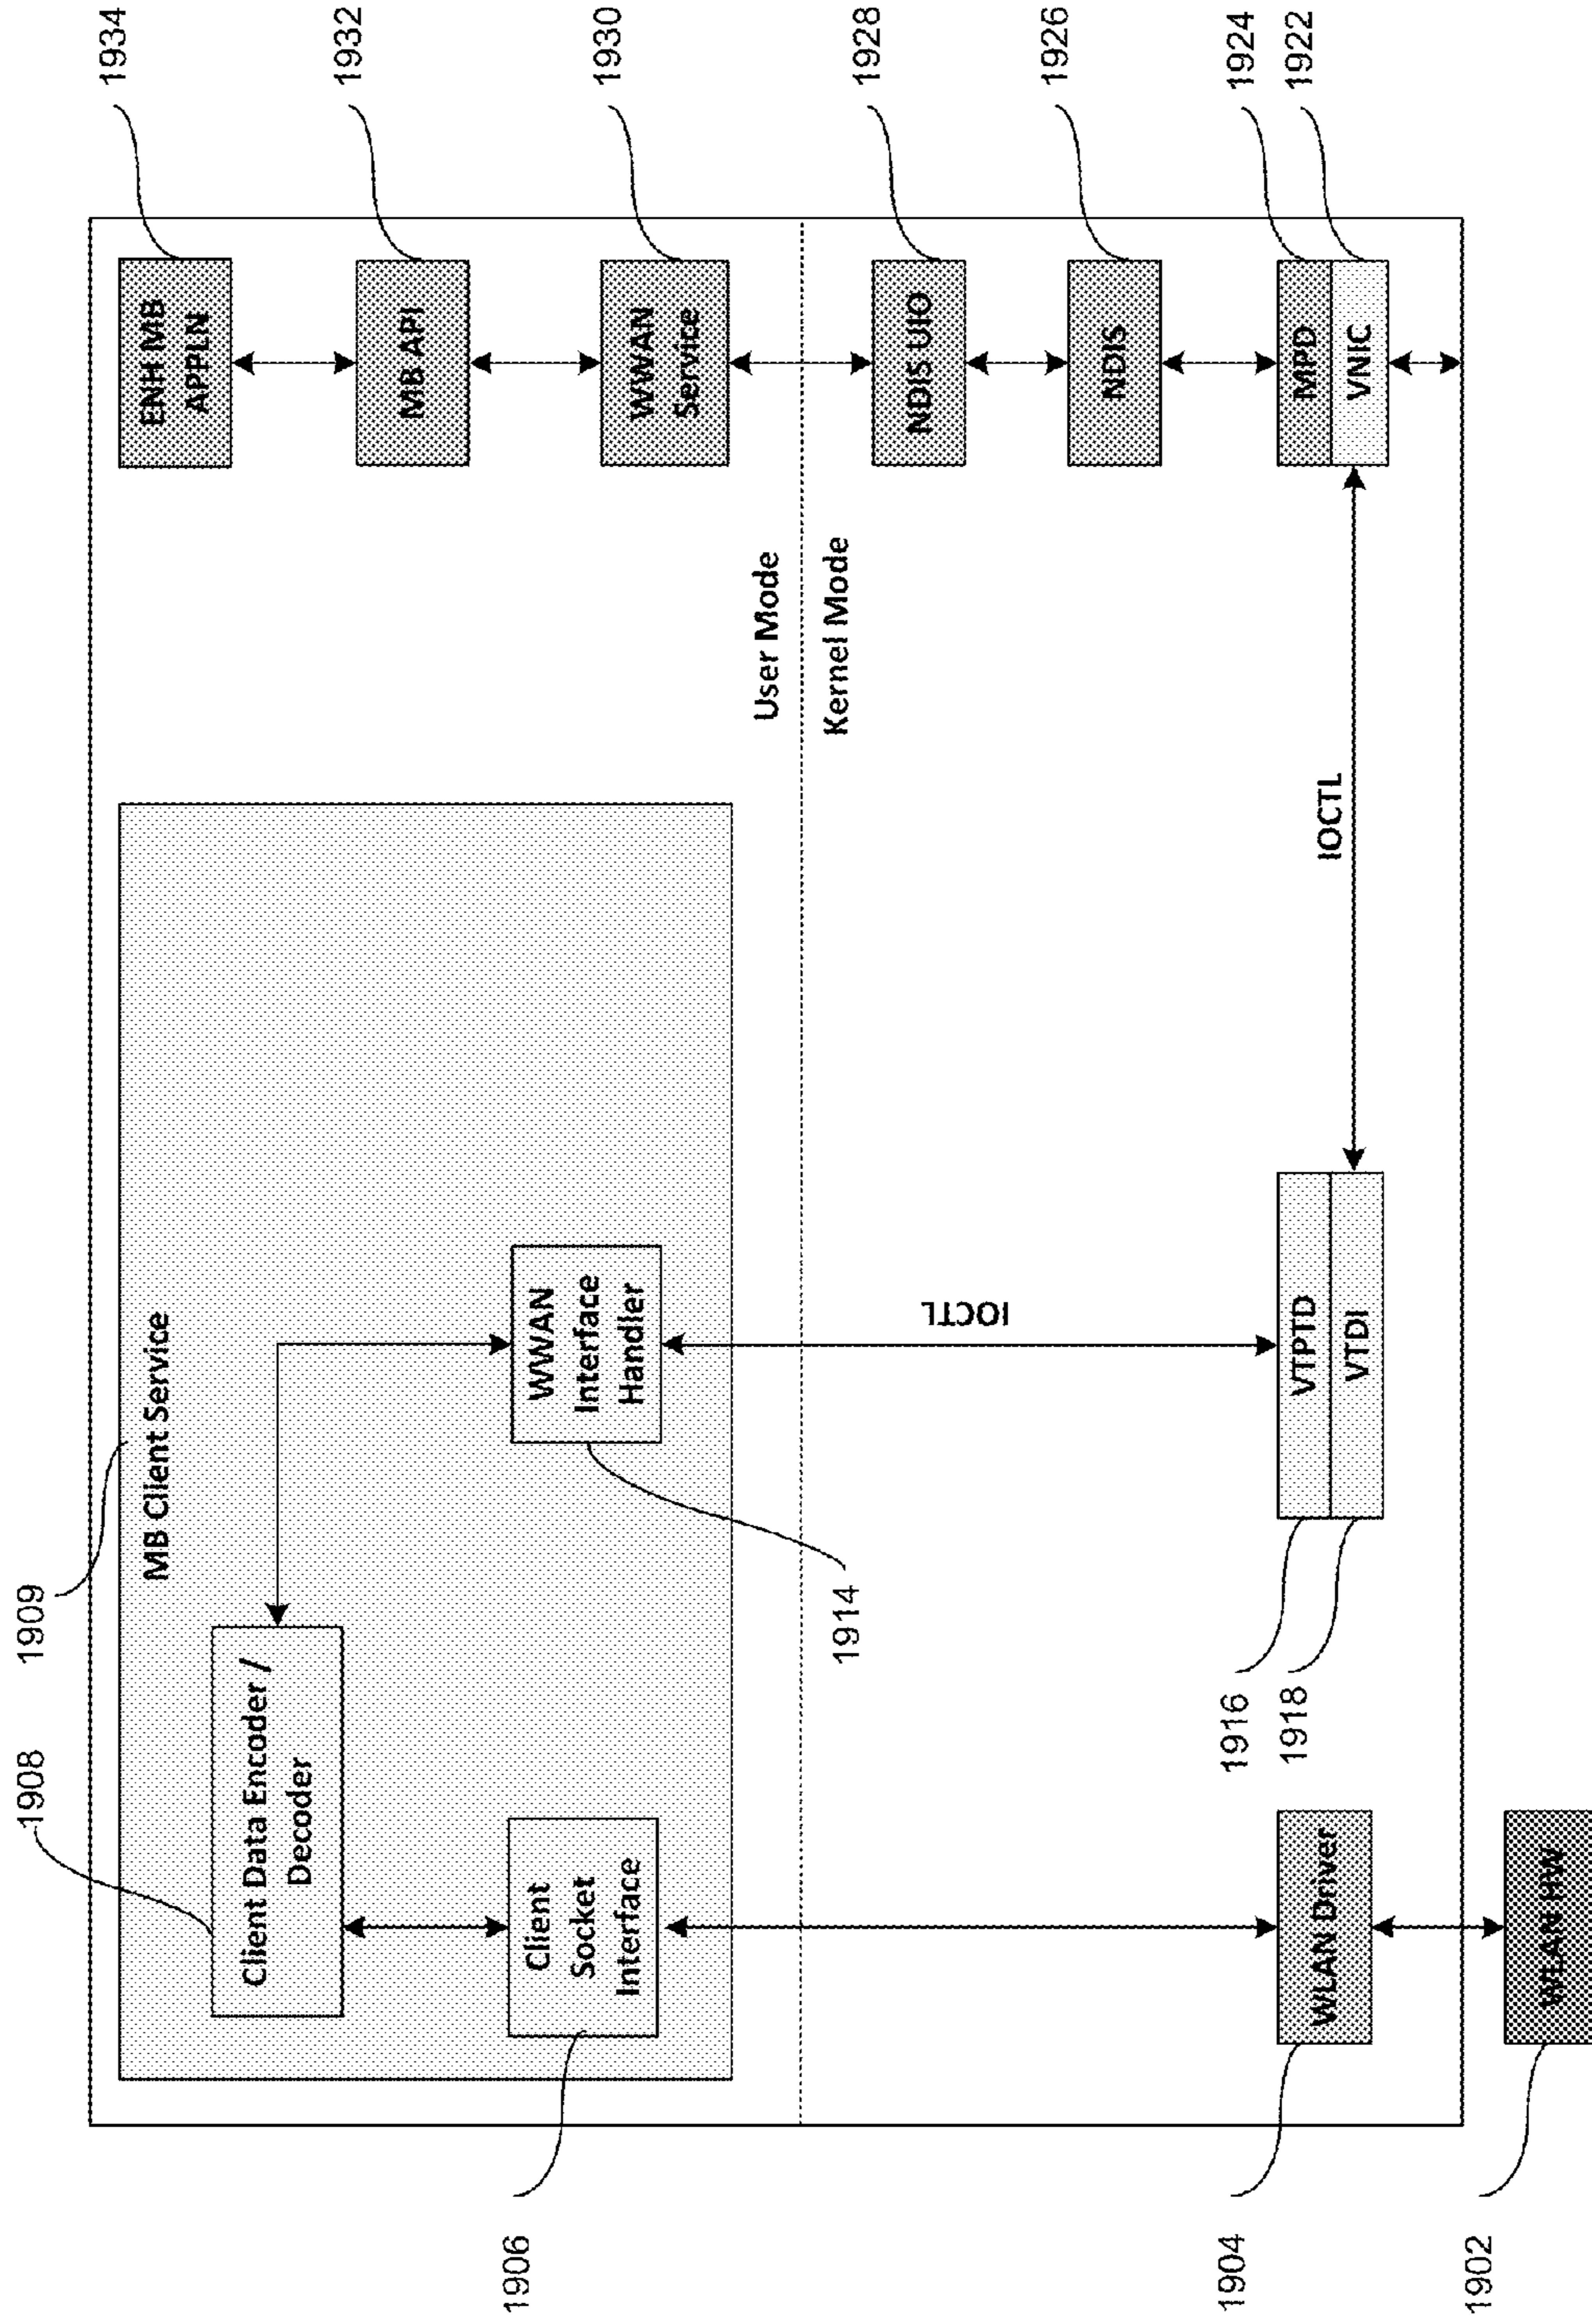 1934
1932
1930
1928
1926
1924
1922
ENH MB
APPLN
MB API
WWAN
Service
NDIS UIO
NDIS
MPD
VNIC
User Mode
Kernel Mode
IOCTL
1909
MB Client Service
1908
Client Data Encoder /
Decoder
WWAN
Interface
Handler
1914
IOCTL
VTPTD
VTDI
1916
1918
Client
Socket
Interface
1906
WLAN Driver
1904
WLAN HW
1902